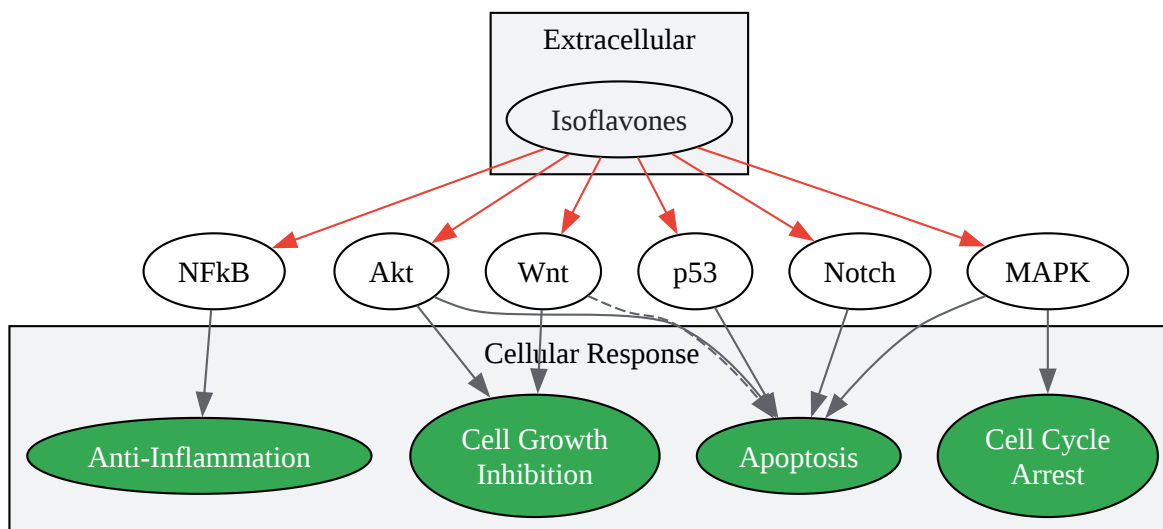 Extracellular
Isoflavones
NFkB
Akt
Wnt
p53
Notch
MAPK
Cellular Response
Anti-Inflammation
Cell Growth
Inhibition
Apoptosis
Cell Cycle
Arrest